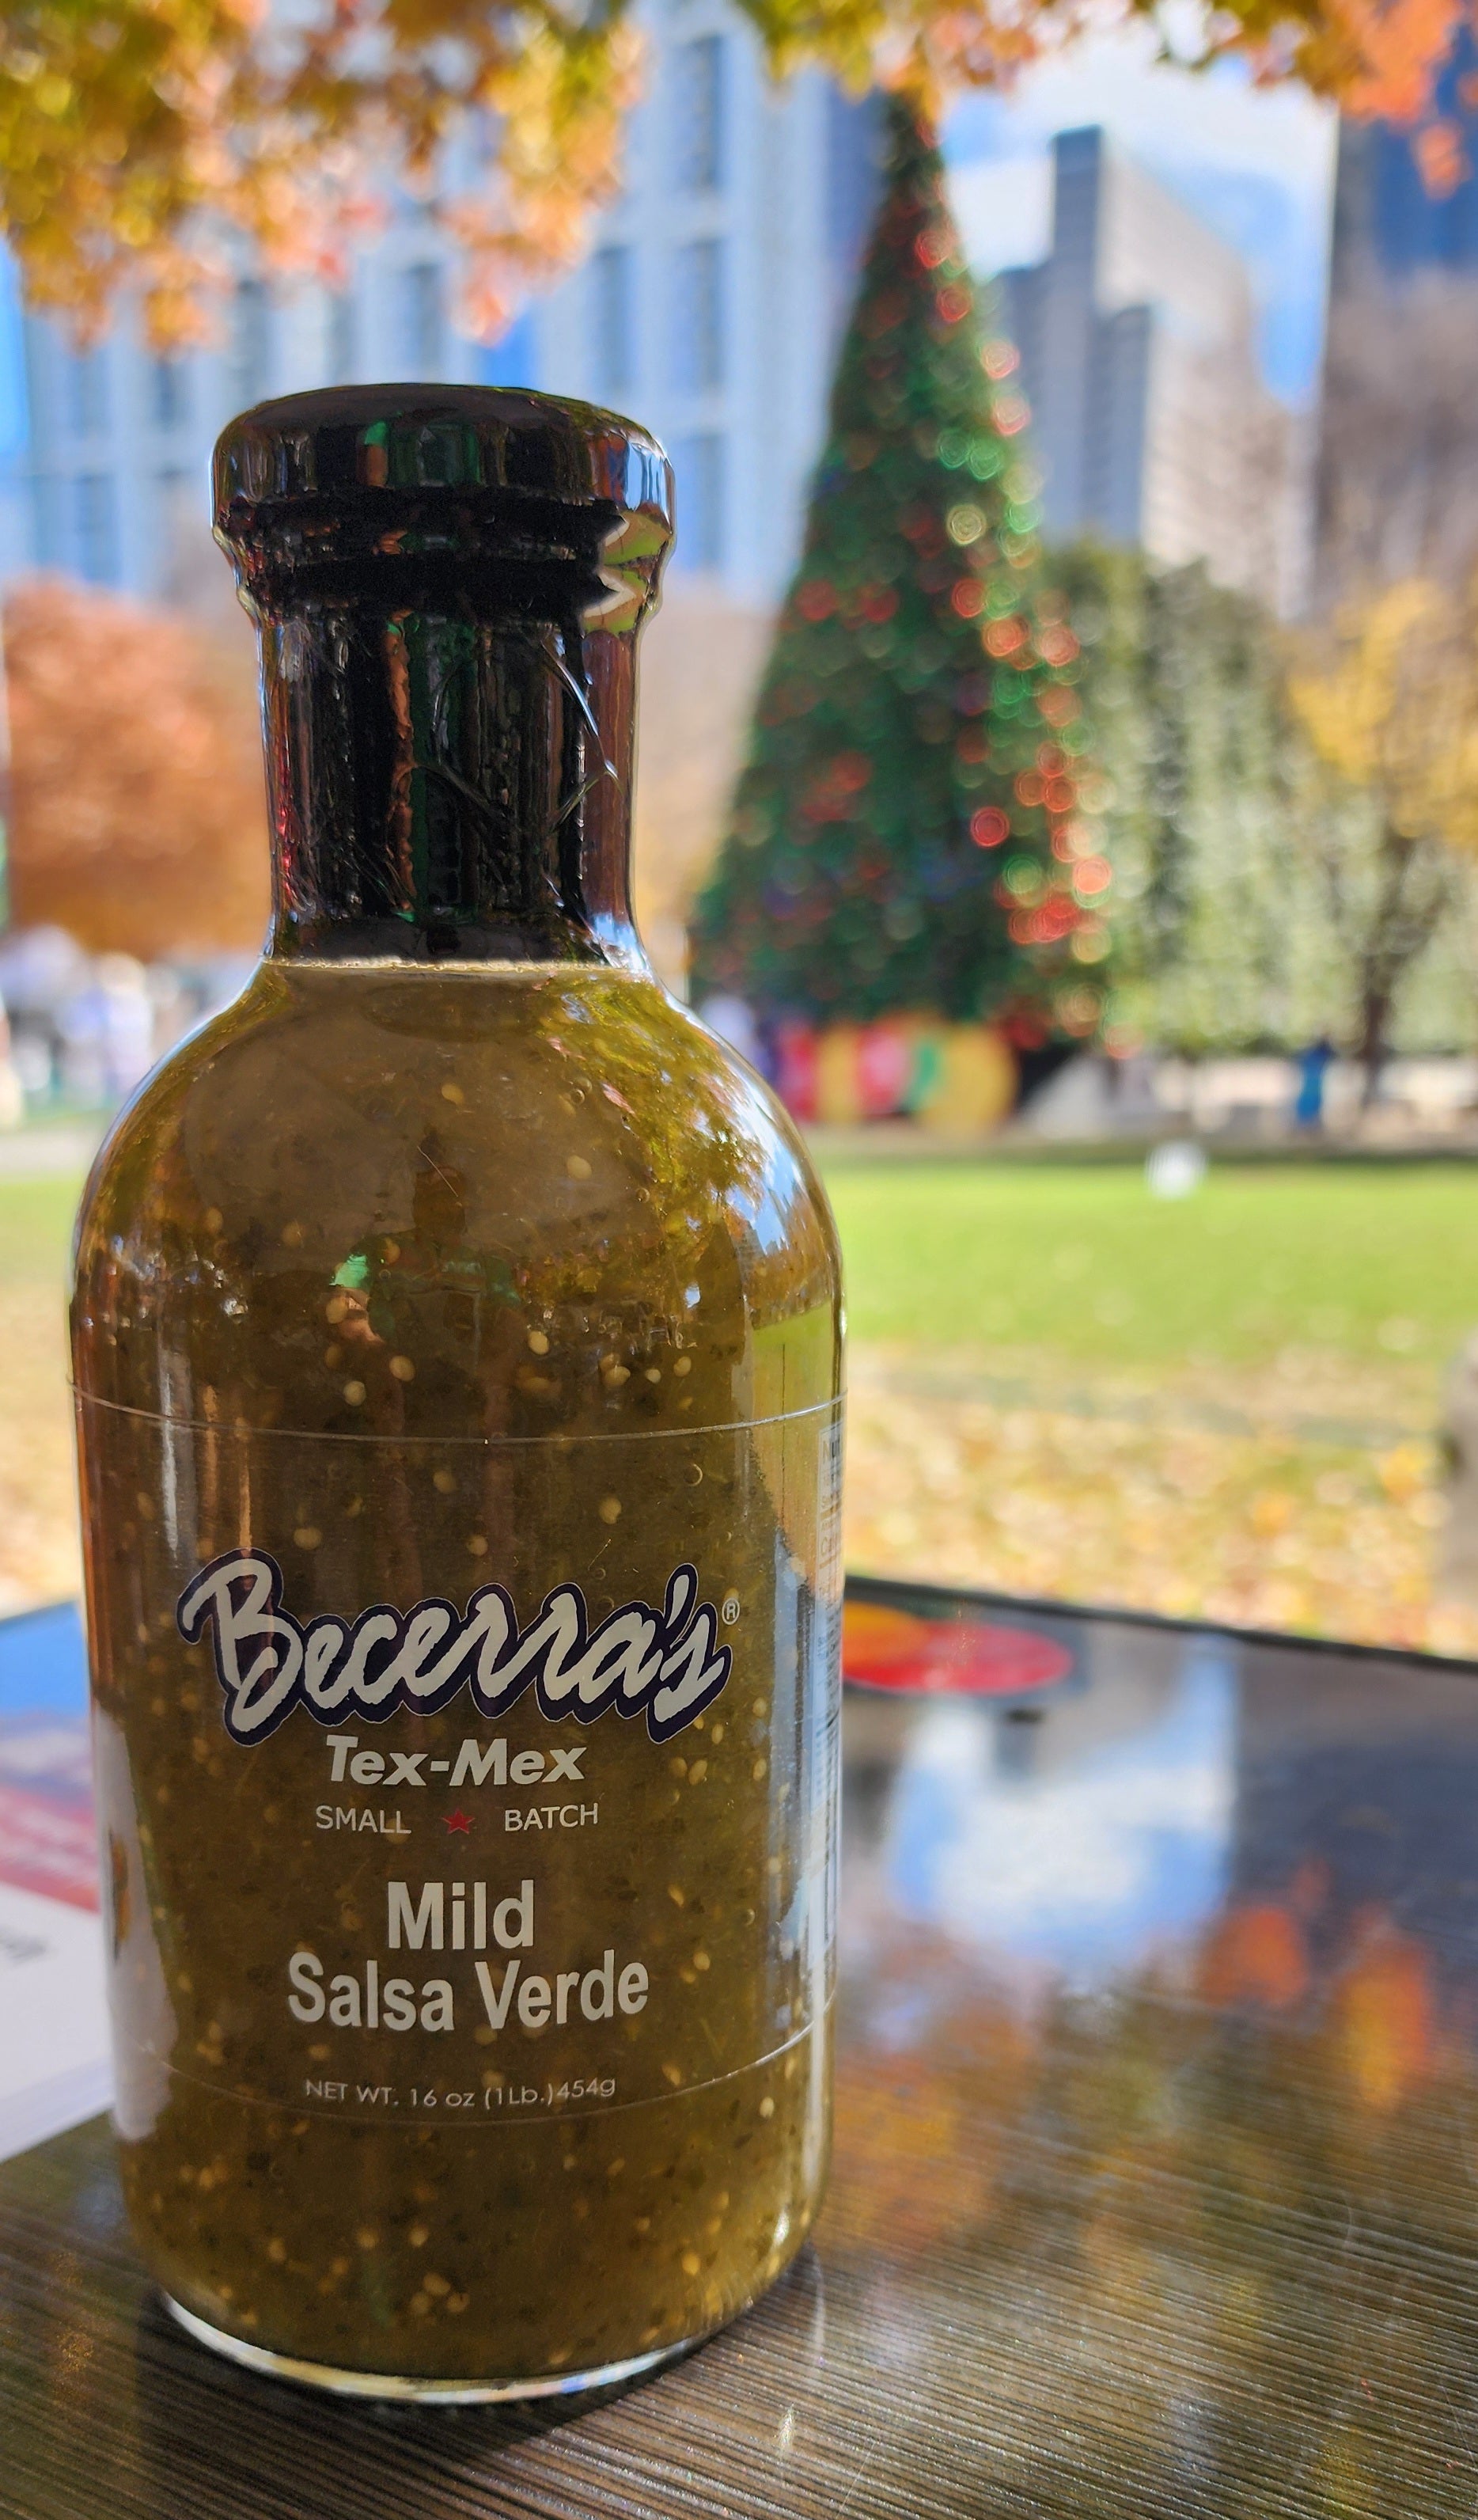 Becerra's®
Tex-Mex
SMALL ★ BATCH
Mild
Salsa Verde
NET WT. 16 oz (1Lb.)454g